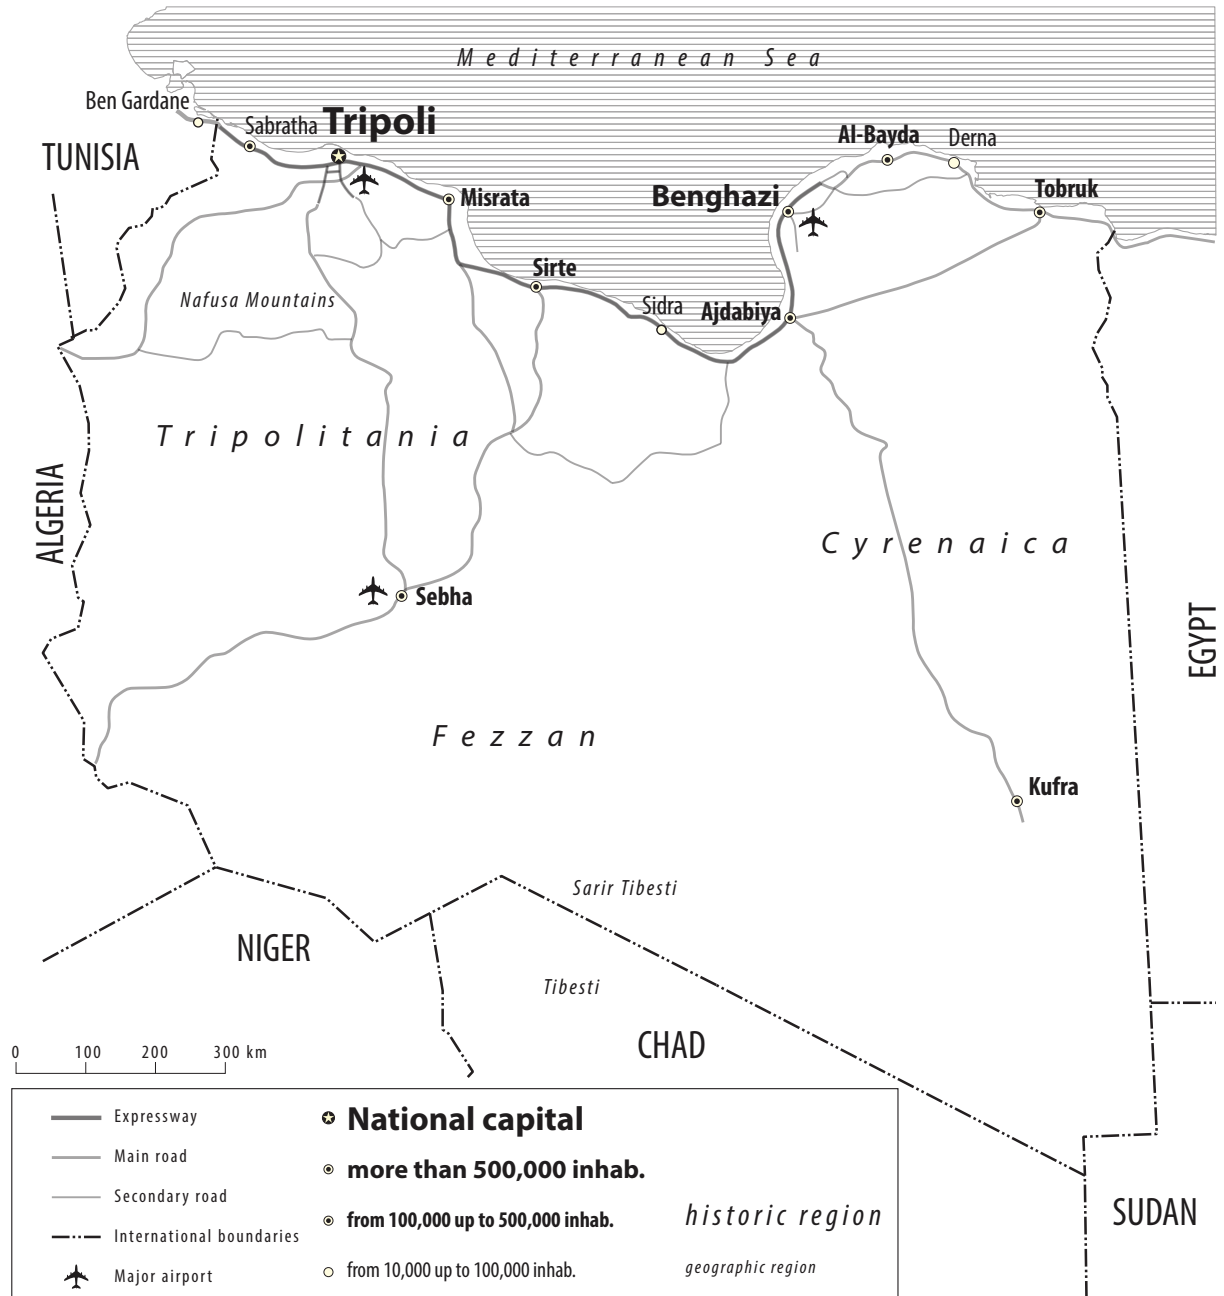 Mediterranean Sea
Ben Gardane
Sabratha
Tripoli
Al-Bayda
Derna
TUNISIA
Misrata
Benghazi
Tobruk
Sirte
Nafusa Mountains
Sidra
Ajdabiya
Tripolitania
ALGERIA
Cyrenaica
Sebha
EGYPT
Fezzan
Kufra
Sarir Tibesti
NIGER
Tibesti
CHAD
0 100 200 300 km
Expressway
National capital
Main road
more than 500,000 inhab.
Secondary road
from 100,000 up to 500,000 inhab.
historic region
SUDAN
International boundaries
Major airport
from 10,000 up to 100,000 inhab.
geographic region